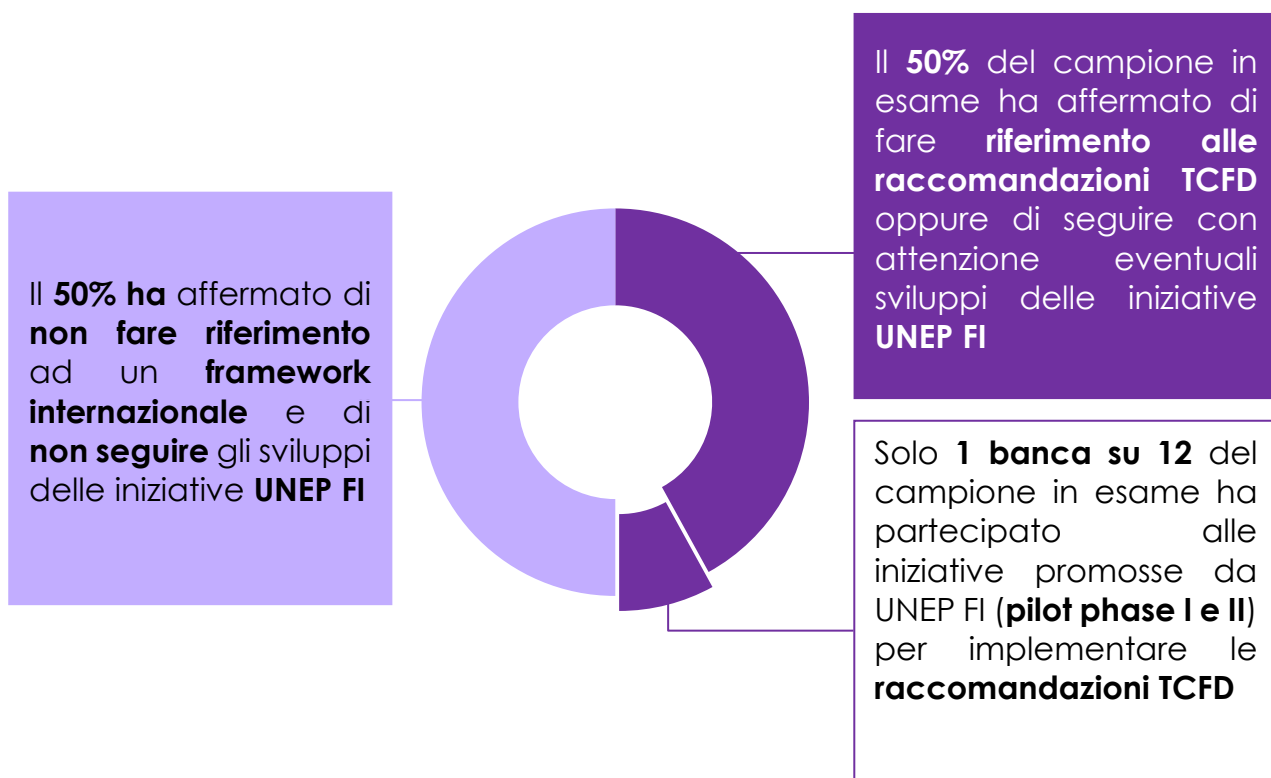 Il 50% ha affermato di
non fare riferimento
ad un framework
internazionale e di
non seguire gli sviluppi
delle iniziative UNEP FI
Il 50% del campione in
esame ha affermato di
fare riferimento alle
raccomandazioni TCFD
oppure di seguire con
attenzione eventuali
sviluppi delle iniziative
UNEP FI
Solo 1 banca su 12 del
campione in esame ha
partecipato alle
iniziative promosse da
UNEP FI (pilot phase I e II)
per implementare le
raccomandazioni TCFD